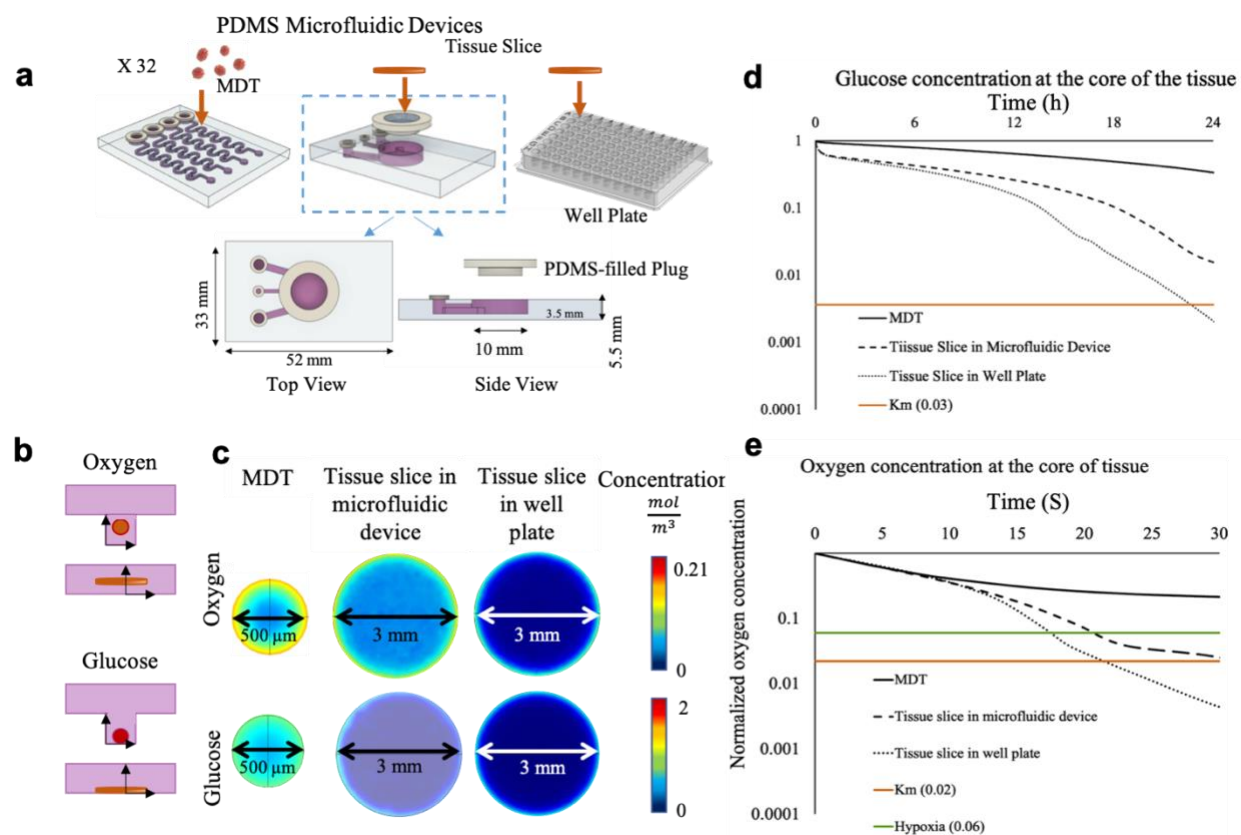 a
PDMS Microfluidic Devices
X 32
MDT
Tissue Slice
Well Plate
33 mm
52 mm
Top View
PDMS-filled Plug
3.5 mm
10 mm
5.5 mm
Side View
b
Oxygen
Glucose
c
MDT
Tissue slice in
microfluidic
device
Tissue slice
in well
plate
Concentration
mol
m³
Oxygen
500 µm
3 mm
3 mm
0.21
0
Glucose
500 µm
3 mm
3 mm
2
0
d
Glucose concentration at the core of the tissue
Time (h)
0 6 12 18 24
1
0.1
0.01
0.001
0.0001
MDT
Tiissue Slice in Microfluidic Device
Tissue Slice in Well Plate
Km (0.03)
e
Oxygen concentration at the core of tissue
Time (S)
0 5 10 15 20 25 30
Normalized oxygen concentration
0.1
0.01
0.001
0.0001
MDT
Tissue slice in microfluidic device
Tissue slice in well plate
Km (0.02)
Hypoxia (0.06)